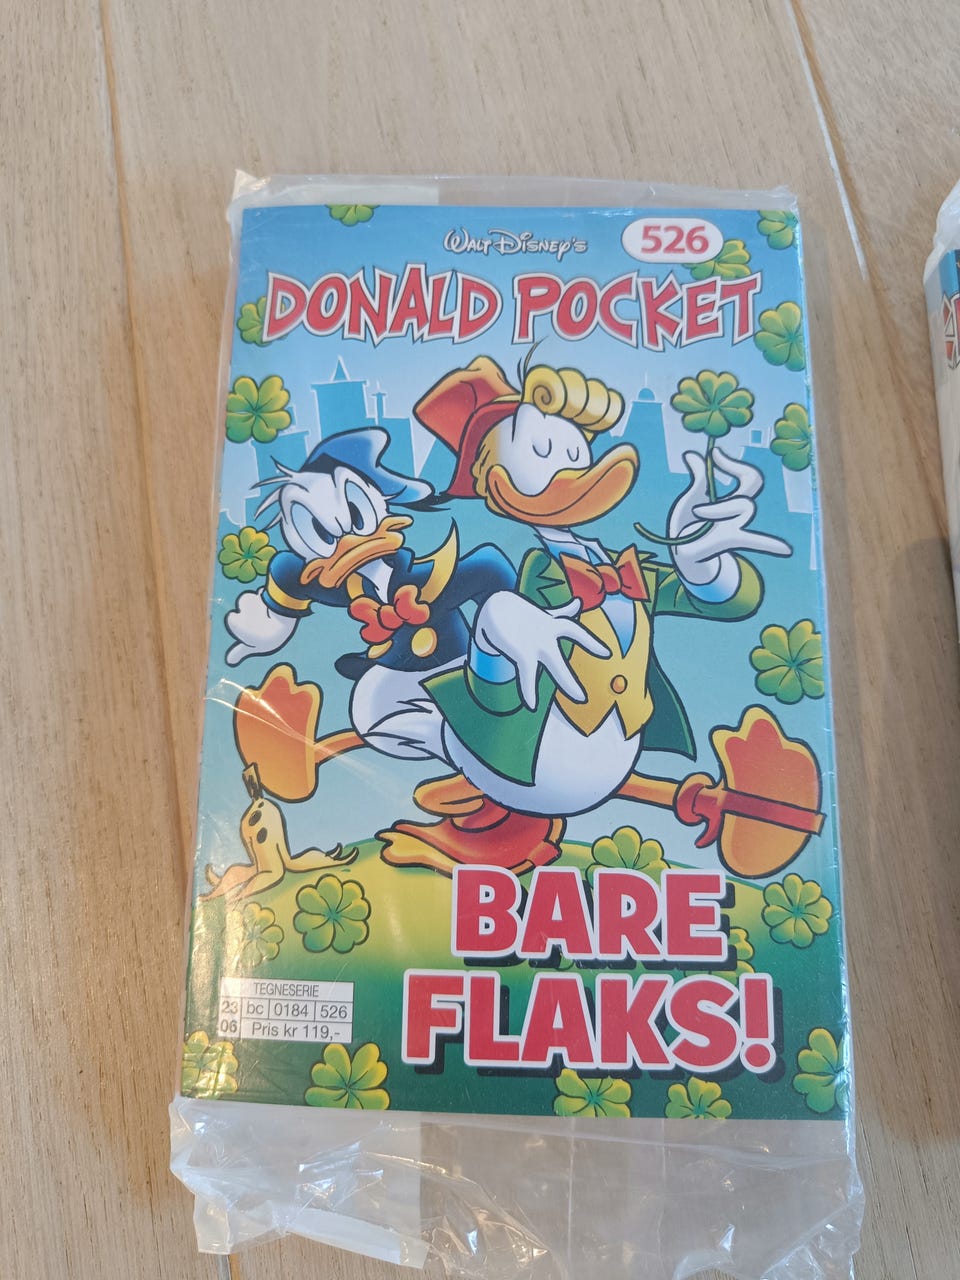 Walt Disney's
526
DONALD POCKET
BARE
FLAKS!
TEGNESERIE
23 bc 0184 526
06 Pris kr 119,-